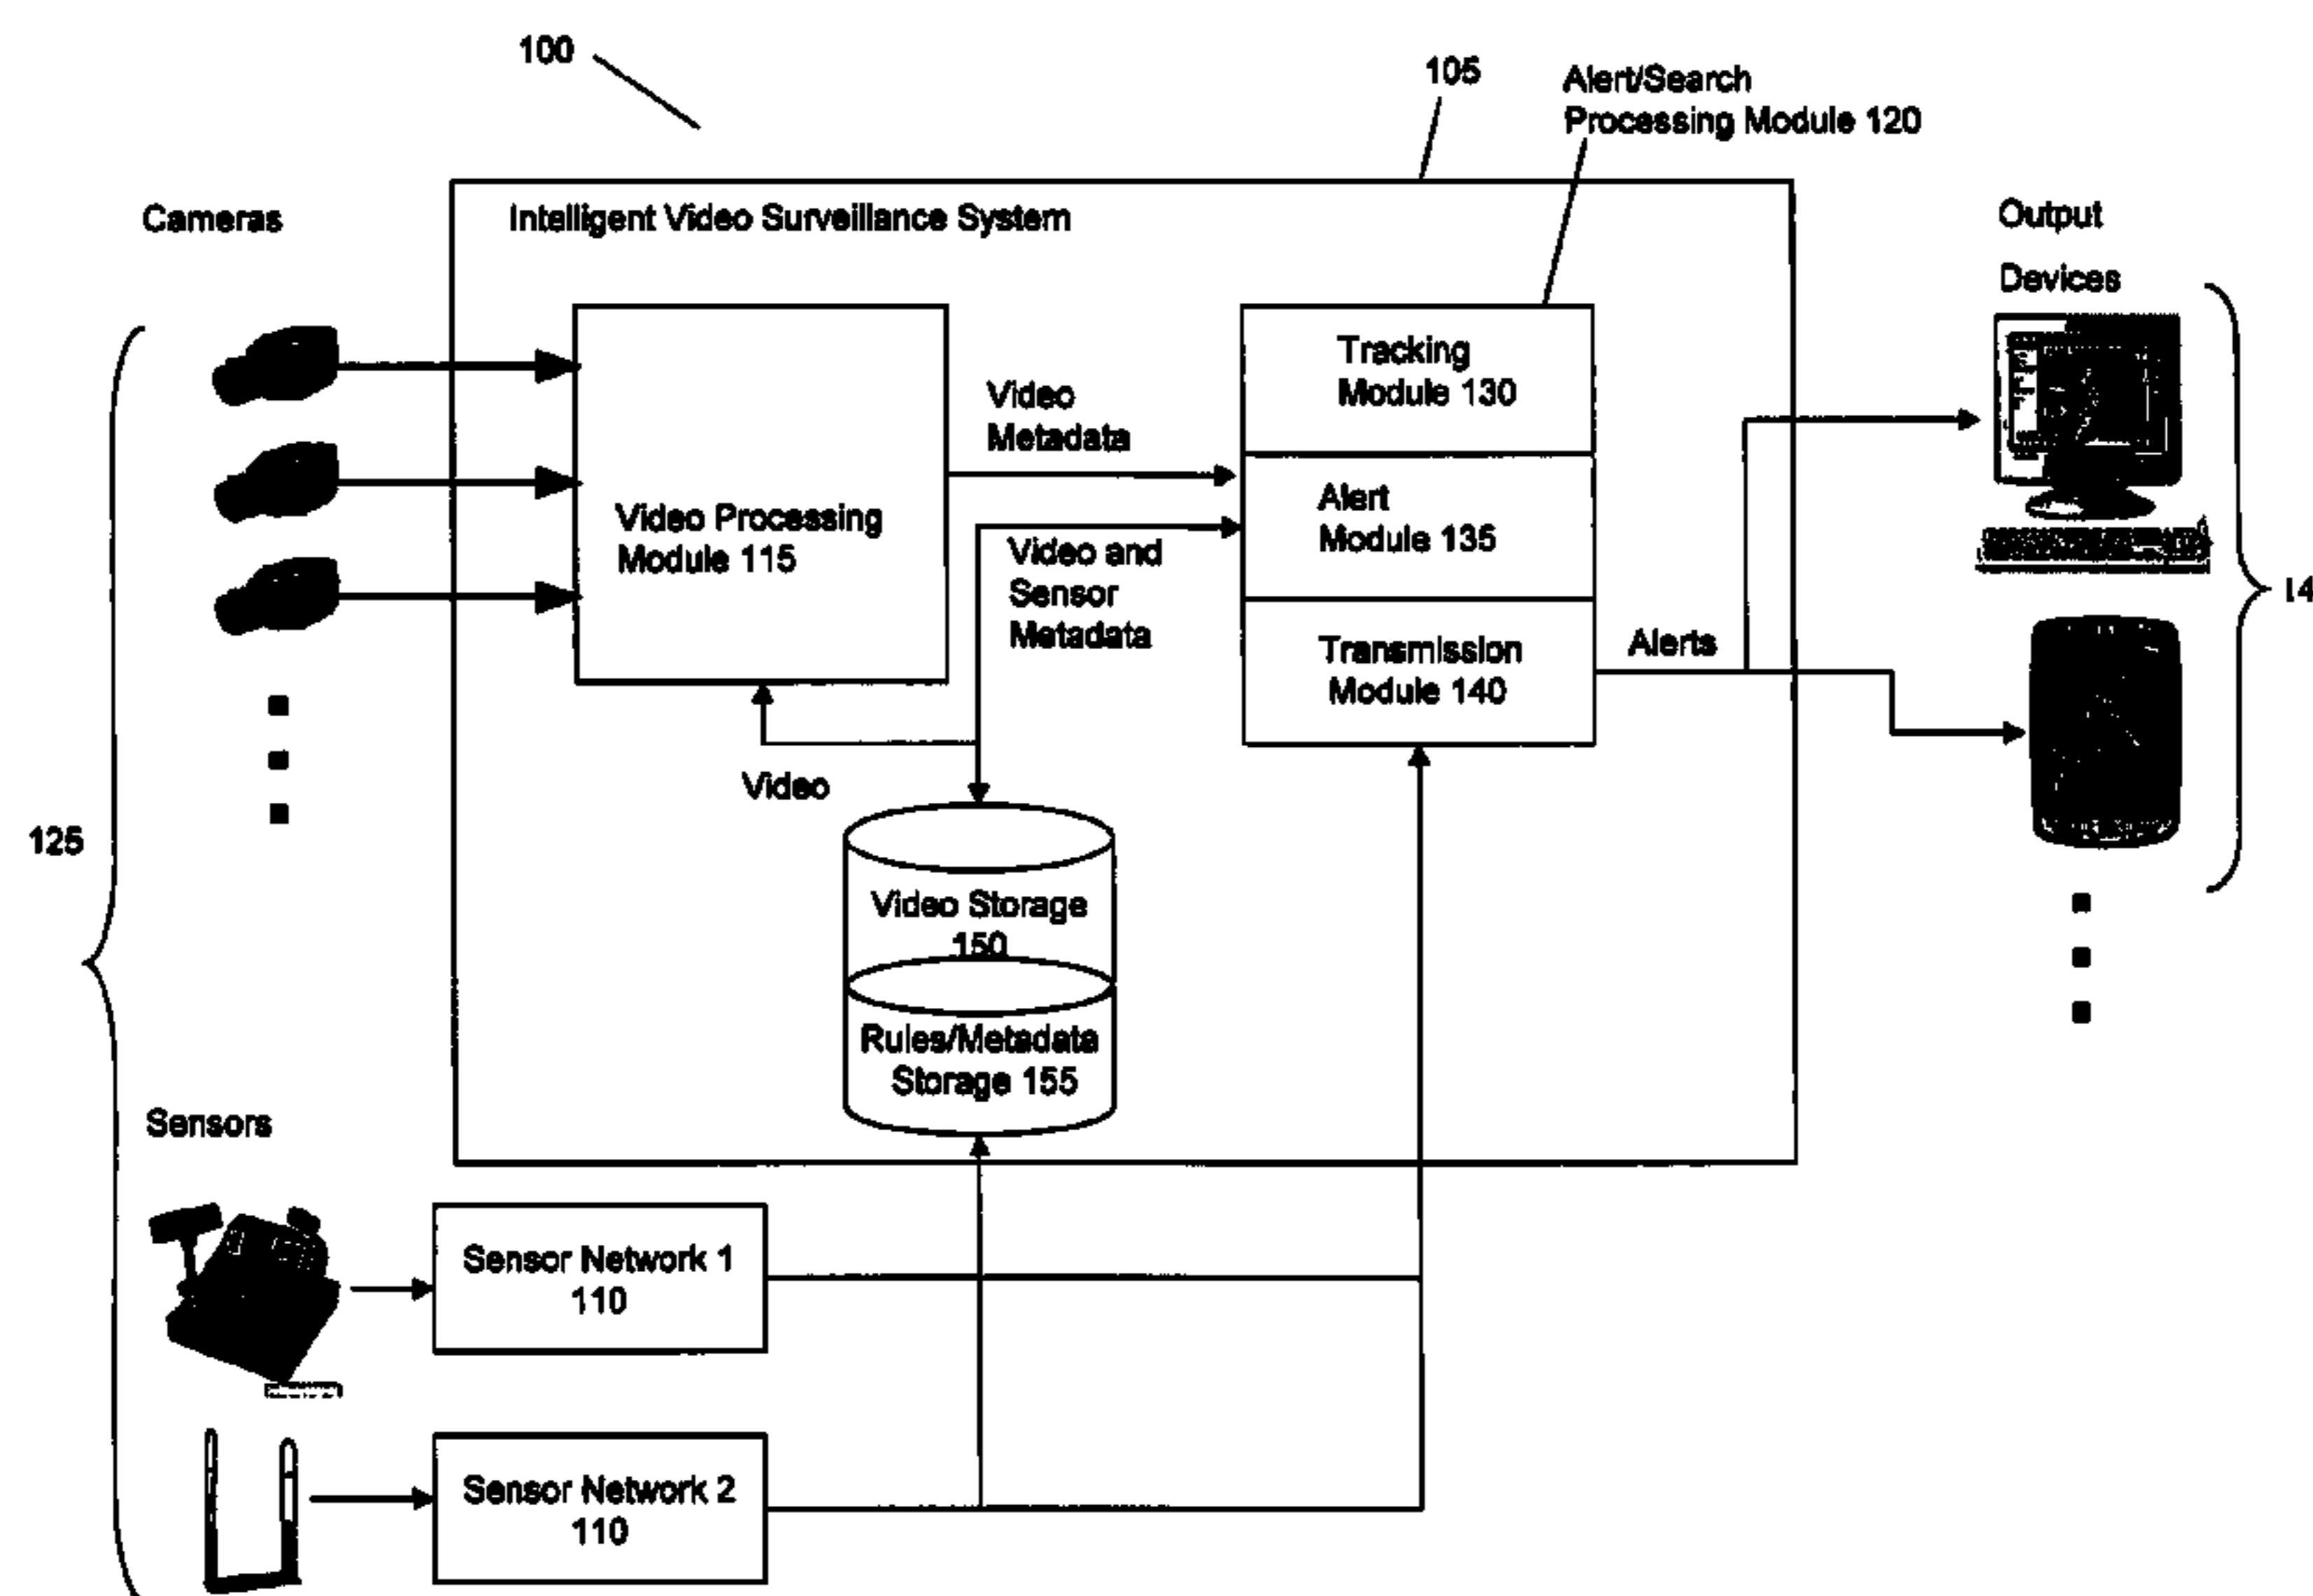 100
105
Alert/Search
Processing Module 120
Cameras
Intelligent Video Surveillance System
Output
Devices
Video Processing
Module 115
Video
Metadata
Tracking
Module 130
Alert
Module 135
Video and
Sensor
Metadata
Transmission
Module 140
Alerts
14
Video
125
Video Storage
150
Rules/Metadata
Storage 155
Sensors
Sensor Network 1
110
Sensor Network 2
110